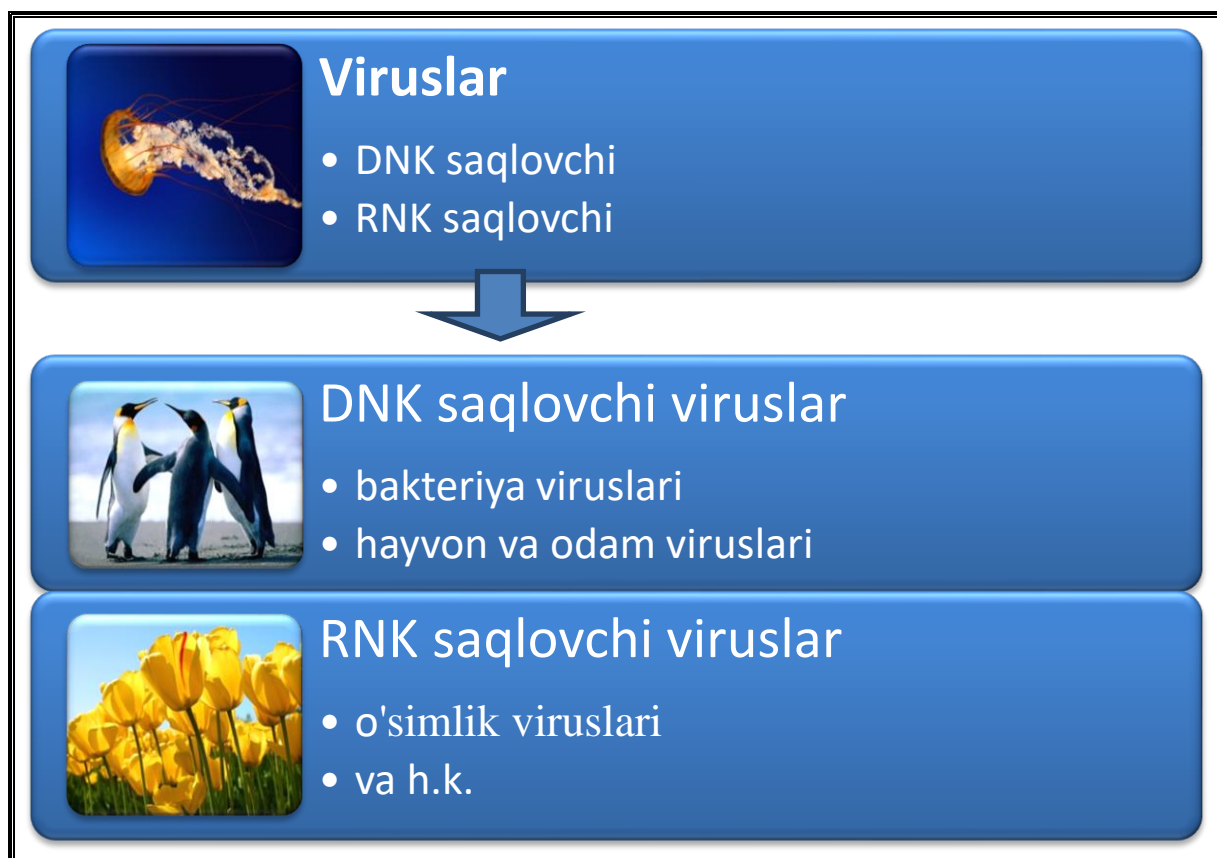 Viruslar
• DNK saqlovchi
• RNK saqlovchi
DNK saqlovchi viruslar
• bakteriya viruslari
• hayvon va odam viruslari
RNK saqlovchi viruslar
• o'simlik viruslari
• va h.k.